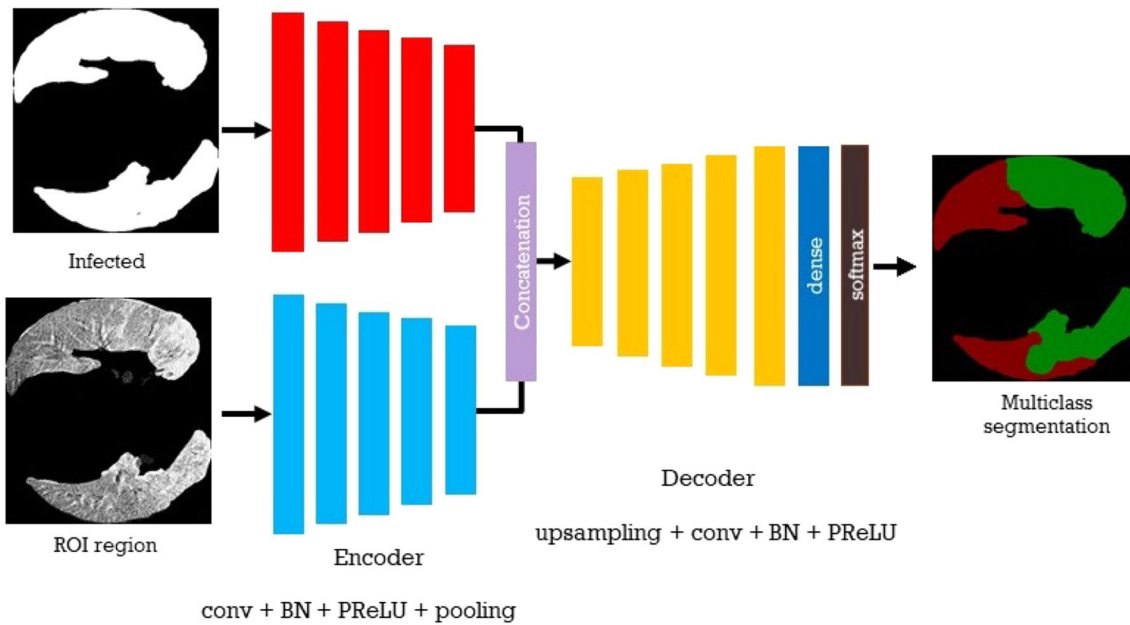 Infected
ROI region
Encoder
conv + BN + PReLU + pooling
Concatenation
Decoder
upsampling + conv + BN + PReLU
dense
softmax
Multiclass
segmentation